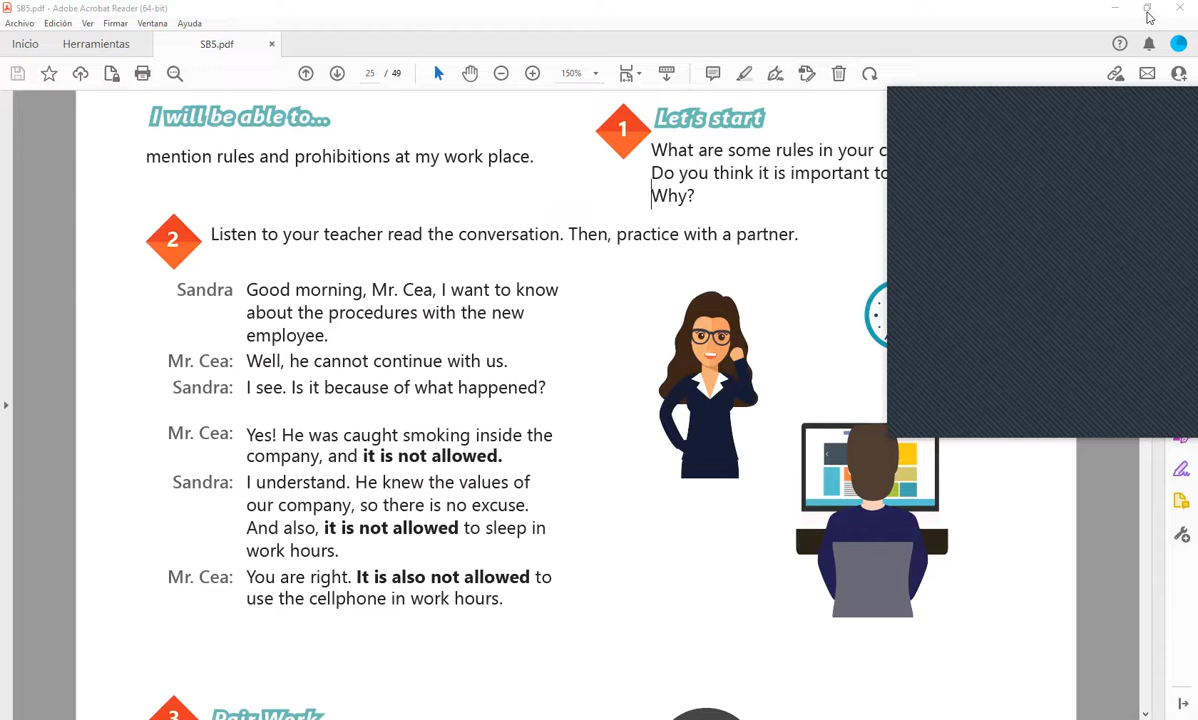 SB5.pdf - Adobe Acrobat Reader (64-bit)
Archivo Edición Ver Firmar Ventana Ayuda
Inicio Herramientas SB5.pdf ×
25 / 49 150%
I will be able to...
mention rules and prohibitions at my work place.
1 Let's start
What are some rules in your c
Do you think it is important to
Why?
2 Listen to your teacher read the conversation. Then, practice with a partner.
Sandra Good morning, Mr. Cea, I want to know
about the procedures with the new
employee.
Mr. Cea: Well, he cannot continue with us.
Sandra: I see. Is it because of what happened?
Mr. Cea: Yes! He was caught smoking inside the
company, and it is not allowed.
Sandra: I understand. He knew the values of
our company, so there is no excuse.
And also, it is not allowed to sleep in
work hours.
Mr. Cea: You are right. It is also not allowed to
use the cellphone in work hours.
3 Pair Work